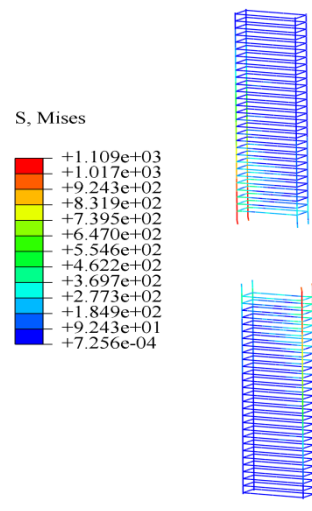 S, Mises
+1.109e+03
+1.017e+03
+9.243e+02
+8.319e+02
+7.395e+02
+6.470e+02
+5.546e+02
+4.622e+02
+3.697e+02
+2.773e+02
+1.849e+02
+9.243e+01
+7.256e-04